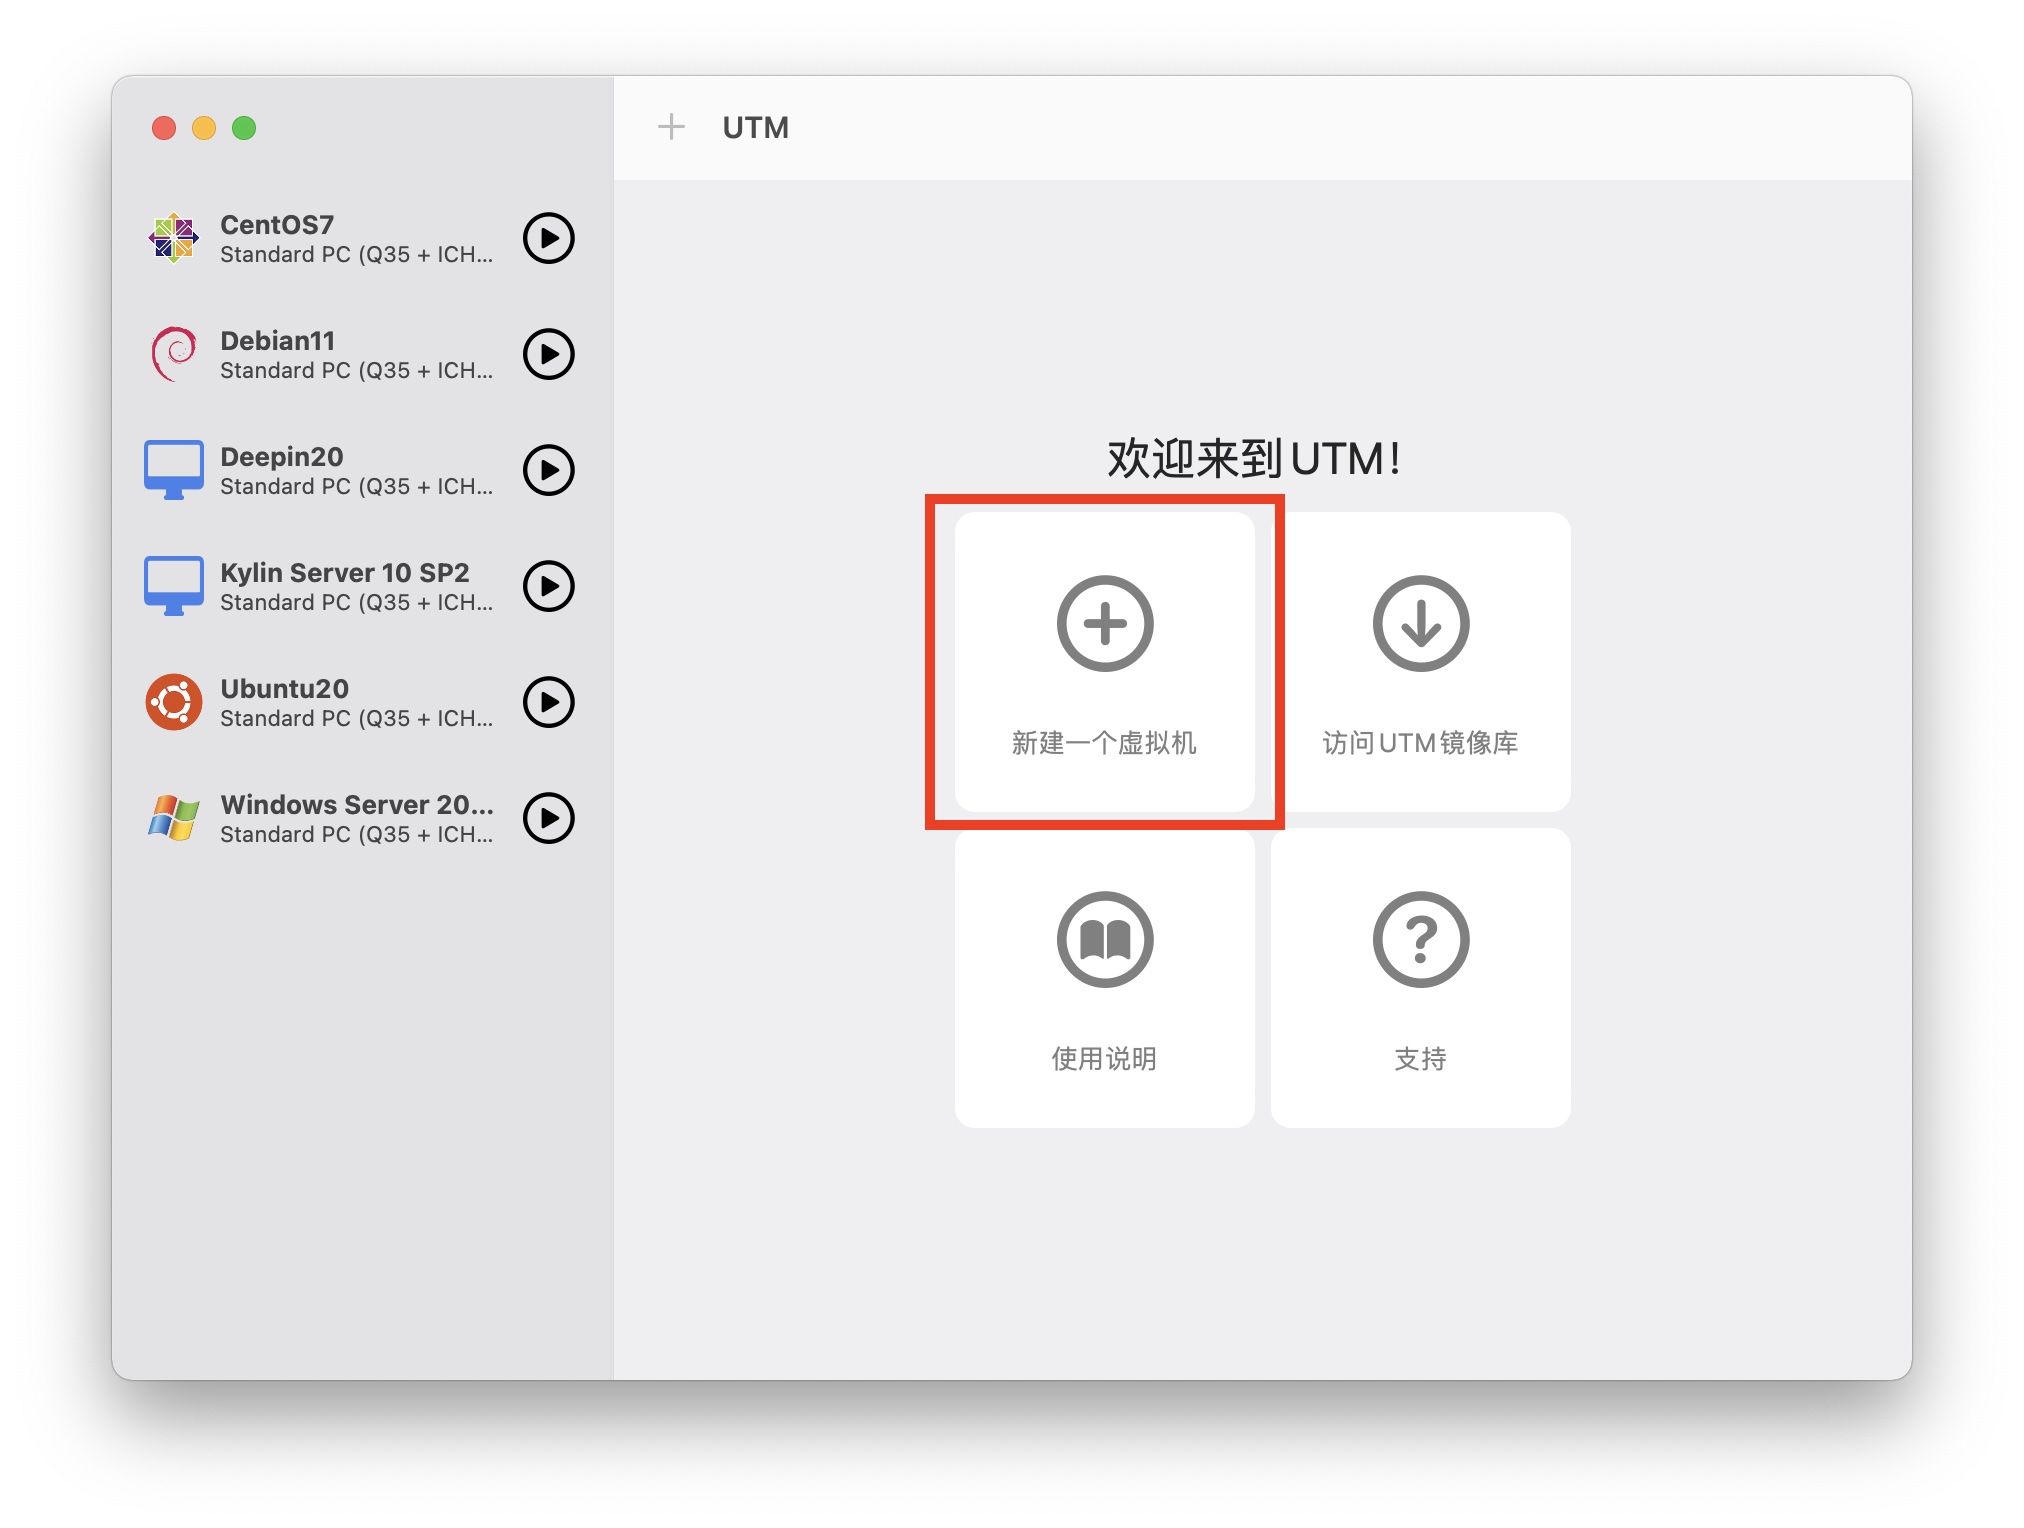 UTM
CentOS7
Standard PC (Q35 + ICH...
Debian11
Standard PC (Q35 + ICH...
Deepin20
Standard PC (Q35 + ICH...
Kylin Server 10 SP2
Standard PC (Q35 + ICH...
Ubuntu20
Standard PC (Q35 + ICH...
Windows Server 20...
Standard PC (Q35 + ICH...
欢迎来到UTM!
新建一个虚拟机
访问UTM镜像库
使用说明
支持